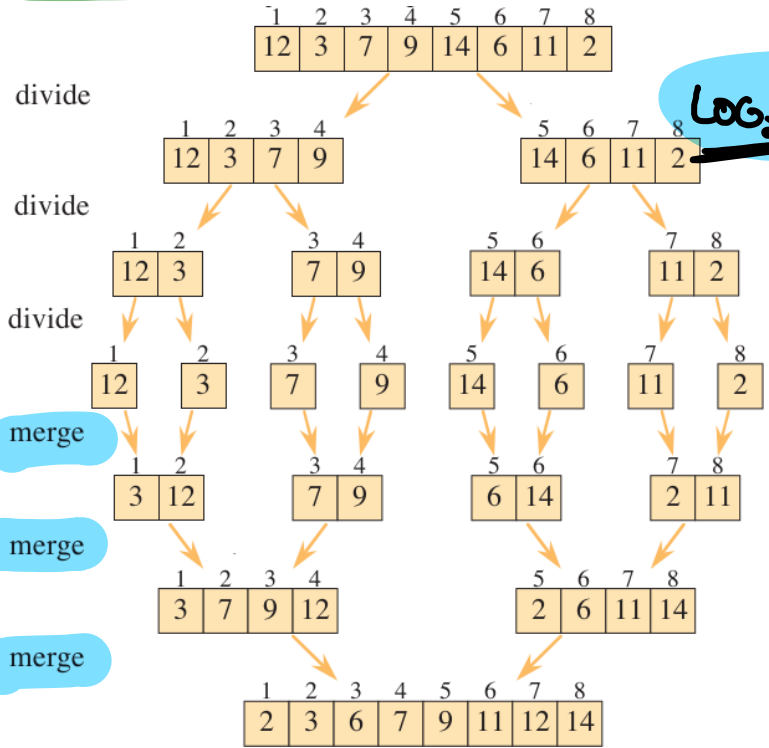 1 2 3 4 5 6 7 8
12 3 7 9 14 6 11 2
divide
LOG
1 2 3 4 5 6 7 8
12 3 7 9 14 6 11 2
divide
1 2 3 4 5 6 7 8
12 3 7 9 14 6 11 2
divide
1 2 3 4 5 6 7 8
12 3 7 9 14 6 11 2
merge
1 2 3 4 5 6 7 8
3 12 7 9 6 14 2 11
merge
1 2 3 4 5 6 7 8
3 7 9 12 2 6 11 14
merge
1 2 3 4 5 6 7 8
2 3 6 7 9 11 12 14